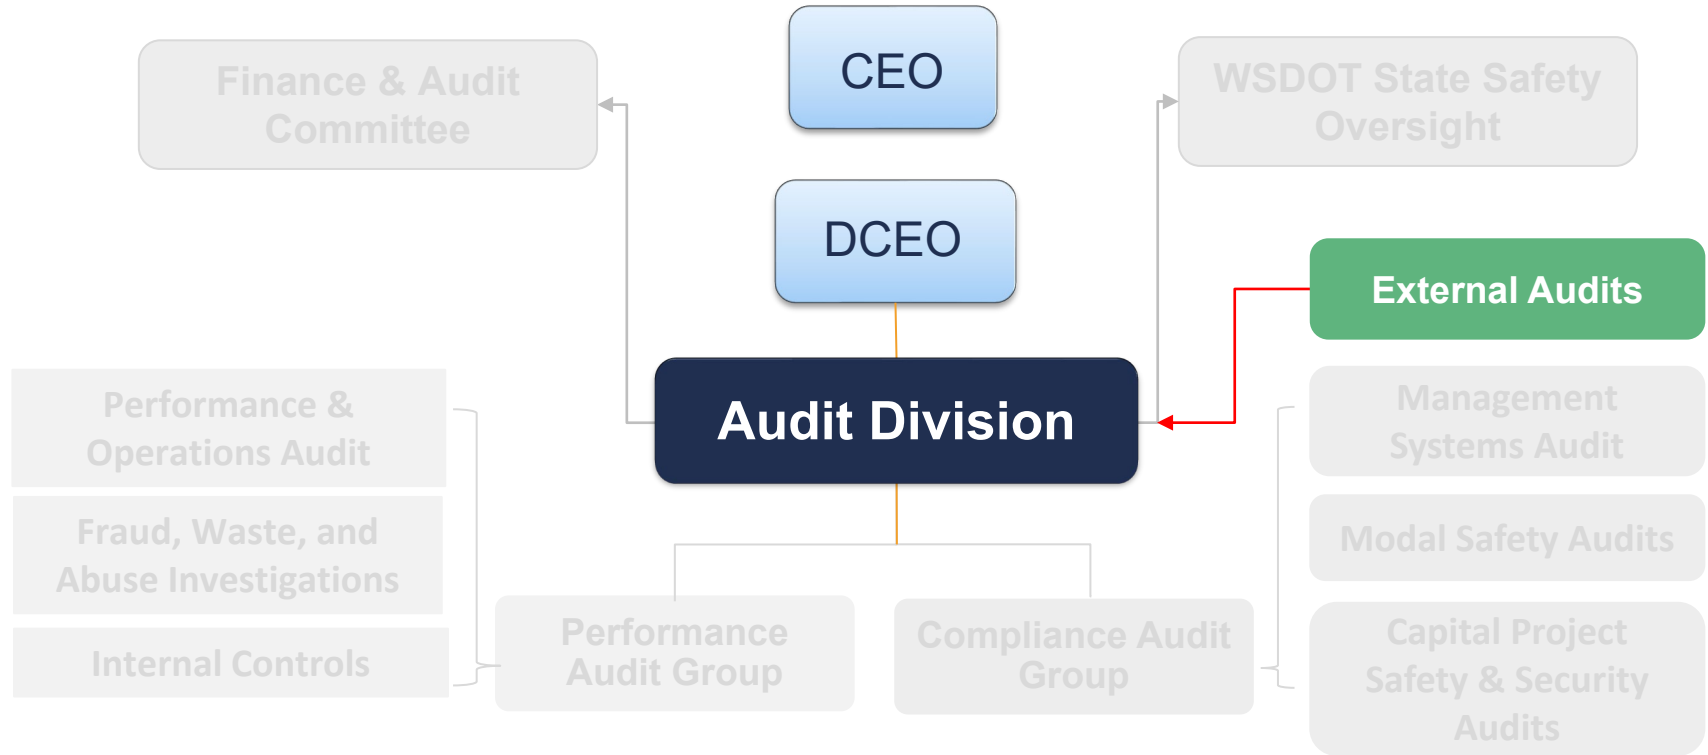 CEO
Finance & Audit
Committee
WSDOT State Safety
Oversight
DCEO
External Audits
Audit Division
Performance &
Operations Audit
Fraud, Waste, and
Abuse Investigations
Internal Controls
Performance
Audit Group
Compliance Audit
Group
Management
Systems Audit
Modal Safety Audits
Capital Project
Safety & Security
Audits